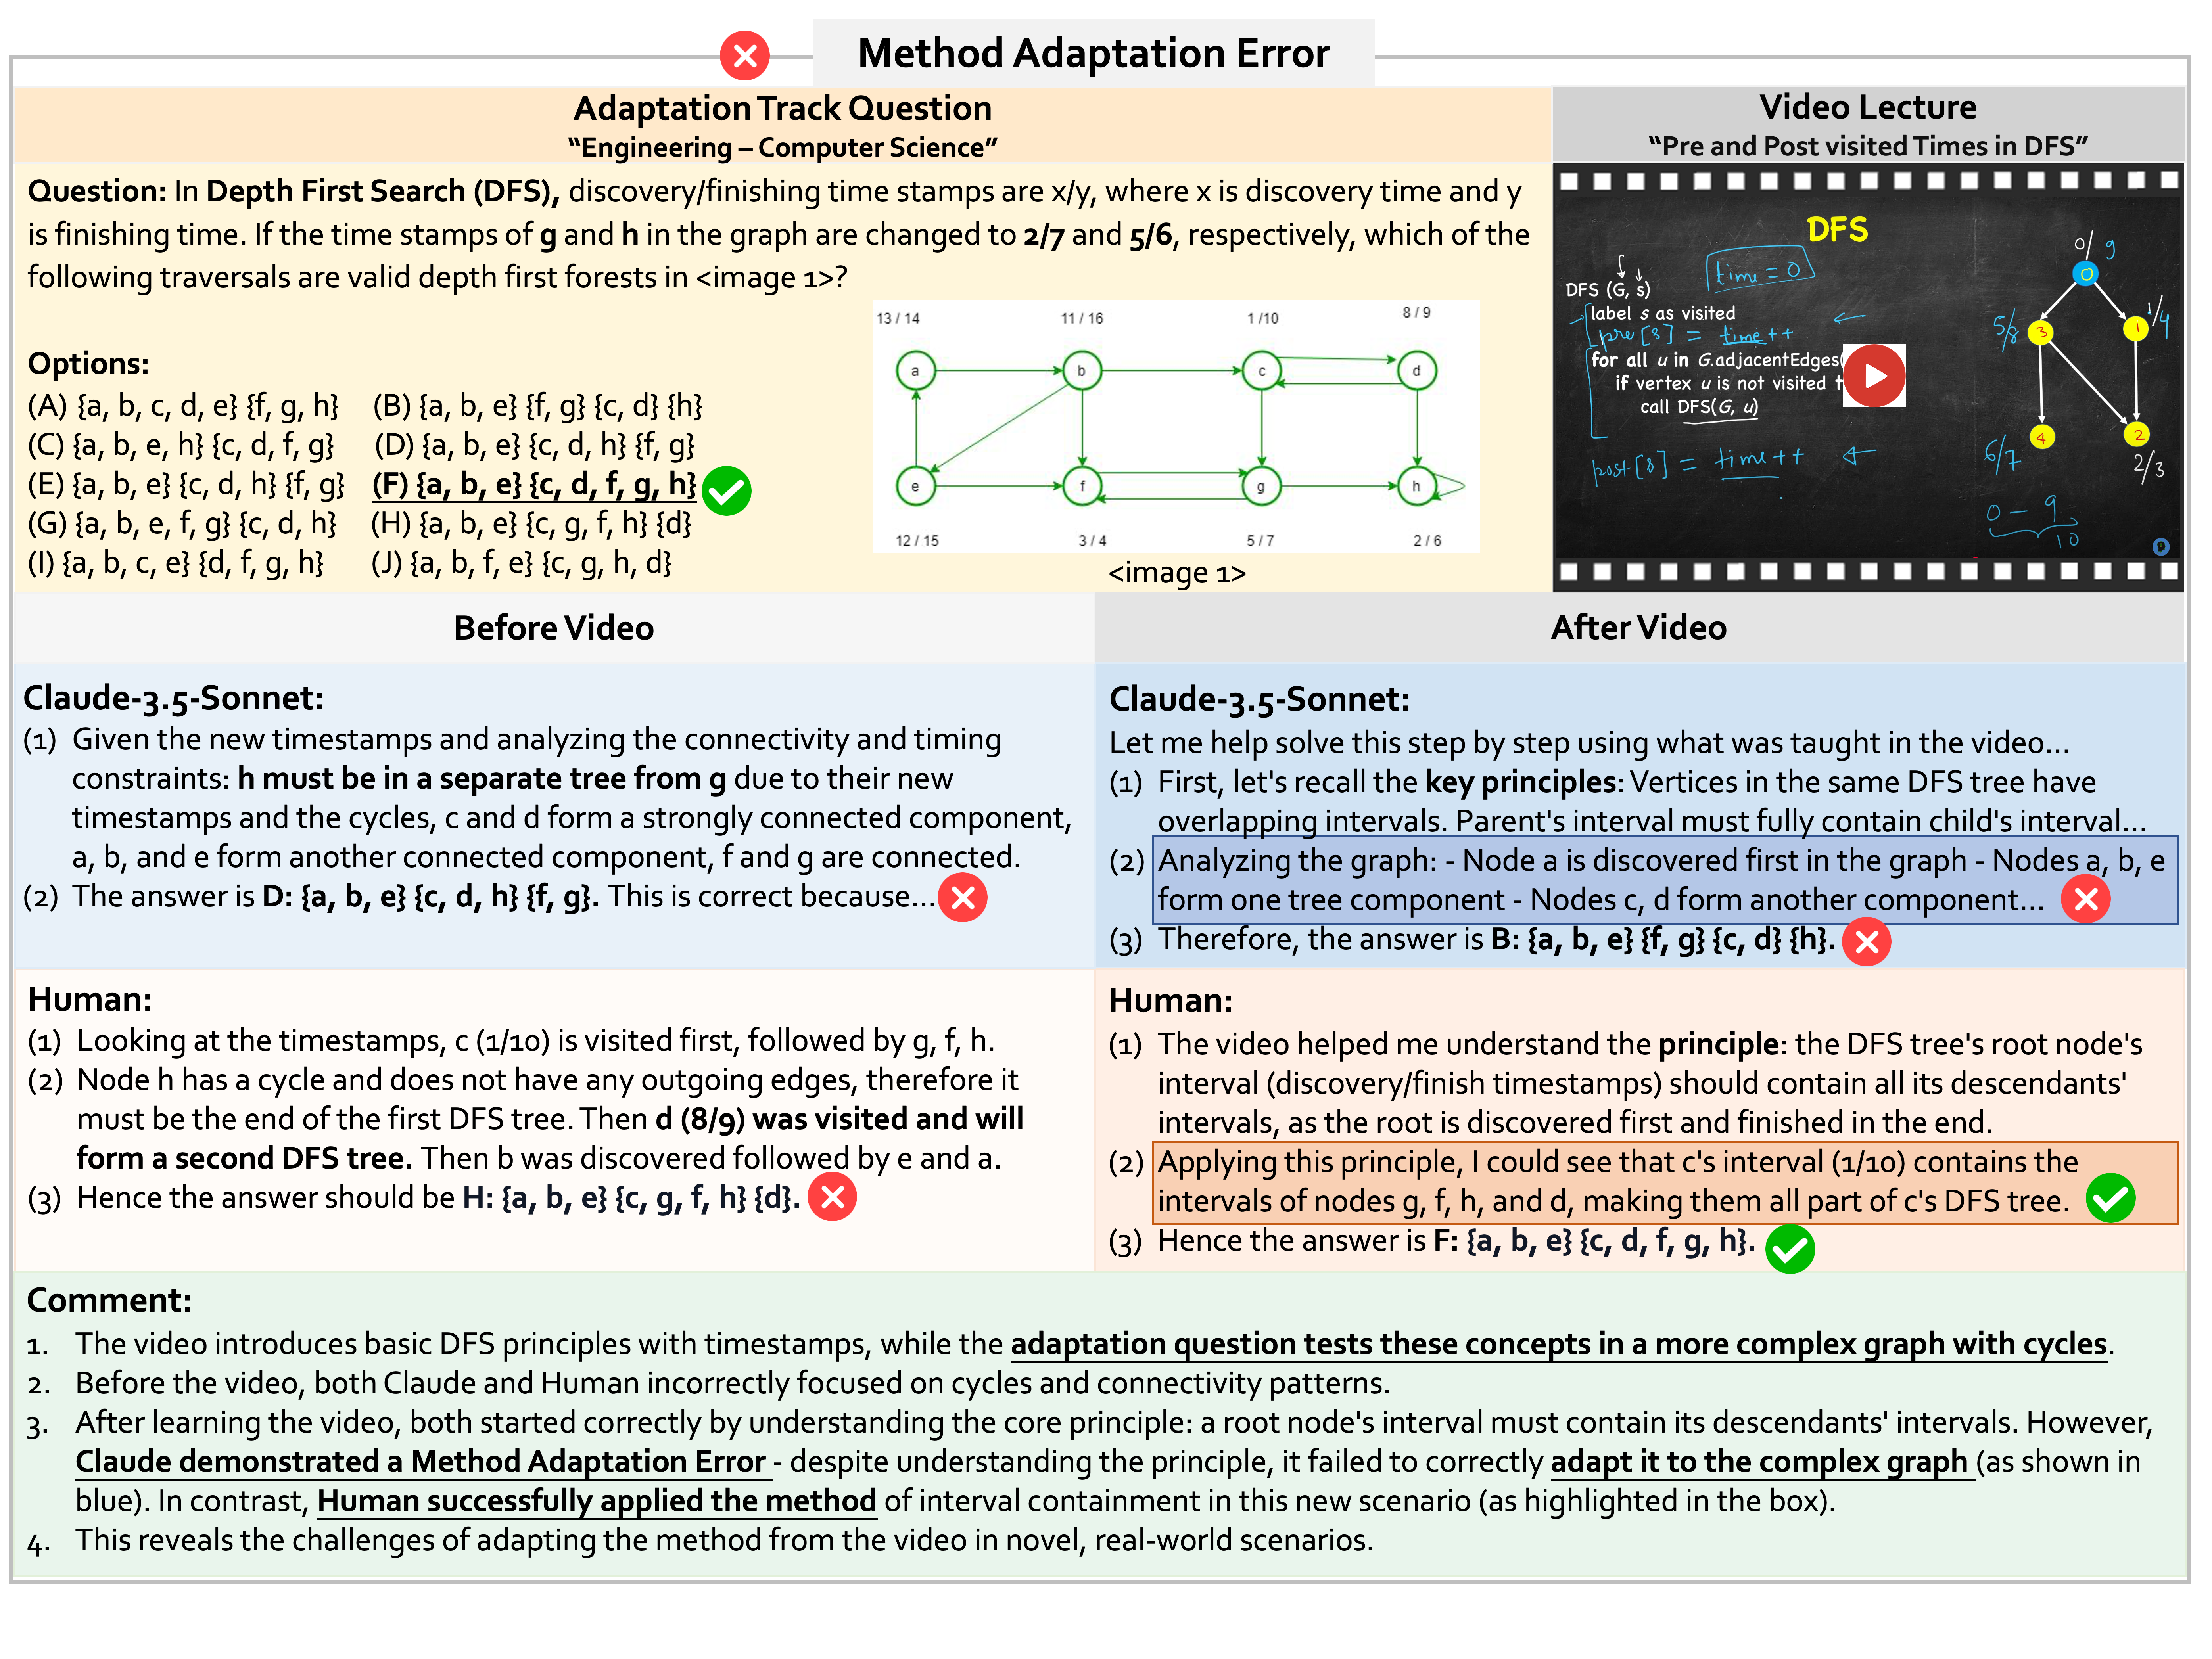 Method Adaptation Error
Adaptation Track Question
“Engineering – Computer Science”
Video Lecture
“Pre and Post visited Times in DFS”
Question: In Depth First Search (DFS), discovery/finishing time stamps are x/y, where x is discovery time and y
is finishing time. If the time stamps of g and h in the graph are changed to 2/7 and 5/6, respectively, which of the
following traversals are valid depth first forests in <image 1>?
Options:
(A) {a, b, c, d, e} {f, g, h} (B) {a, b, e} {f, g} {c, d} {h}
(C) {a, b, e, h} {c, d, f, g} (D) {a, b, e} {c, d, h} {f, g}
(E) {a, b, e} {c, d, h} {f, g} (F) {a, b, e} {c, d, f, g, h}
(G) {a, b, e, f, g} {c, d, h} (H) {a, b, e} {c, g, f, h} {d}
(I) {a, b, c, e} {d, f, g, h} (J) {a, b, f, e} {c, g, h, d}
13 / 14 11 / 16 1 /10 8 / 9
a b c d
e f g h
12 / 15 3 / 4 5 / 7 2 / 6
<image 1>
DFS
time = 0
DFS (G, s)
label s as visited
pre[s] = time++
for all u in G.adjacentEdges(
if vertex u is not visited t
call DFS(G, u)
post[s] = time++
0/9
0
5/8 3 1 1/4
4 2
6/7 2/3
0 – 9
10
Before Video
After Video
Claude-3.5-Sonnet:
(1) Given the new timestamps and analyzing the connectivity and timing
constraints: h must be in a separate tree from g due to their new
timestamps and the cycles, c and d form a strongly connected component,
a, b, and e form another connected component, f and g are connected.
(2) The answer is D: {a, b, e} {c, d, h} {f, g}. This is correct because...
Claude-3.5-Sonnet:
Let me help solve this step by step using what was taught in the video...
(1) First, let's recall the key principles: Vertices in the same DFS tree have
overlapping intervals. Parent's interval must fully contain child's interval...
(2) Analyzing the graph: - Node a is discovered first in the graph - Nodes a, b, e
form one tree component - Nodes c, d form another component...
(3) Therefore, the answer is B: {a, b, e} {f, g} {c, d} {h}.
Human:
(1) Looking at the timestamps, c (1/10) is visited first, followed by g, f, h.
(2) Node h has a cycle and does not have any outgoing edges, therefore it
must be the end of the first DFS tree. Then d (8/9) was visited and will
form a second DFS tree. Then b was discovered followed by e and a.
(3) Hence the answer should be H: {a, b, e} {c, g, f, h} {d}.
Human:
(1) The video helped me understand the principle: the DFS tree's root node's
interval (discovery/finish timestamps) should contain all its descendants'
intervals, as the root is discovered first and finished in the end.
(2) Applying this principle, I could see that c's interval (1/10) contains the
intervals of nodes g, f, h, and d, making them all part of c's DFS tree.
(3) Hence the answer is F: {a, b, e} {c, d, f, g, h}.
Comment:
1. The video introduces basic DFS principles with timestamps, while the adaptation question tests these concepts in a more complex graph with cycles.
2. Before the video, both Claude and Human incorrectly focused on cycles and connectivity patterns.
3. After learning the video, both started correctly by understanding the core principle: a root node's interval must contain its descendants' intervals. However,
Claude demonstrated a Method Adaptation Error - despite understanding the principle, it failed to correctly adapt it to the complex graph (as shown in
blue). In contrast, Human successfully applied the method of interval containment in this new scenario (as highlighted in the box).
4. This reveals the challenges of adapting the method from the video in novel, real-world scenarios.